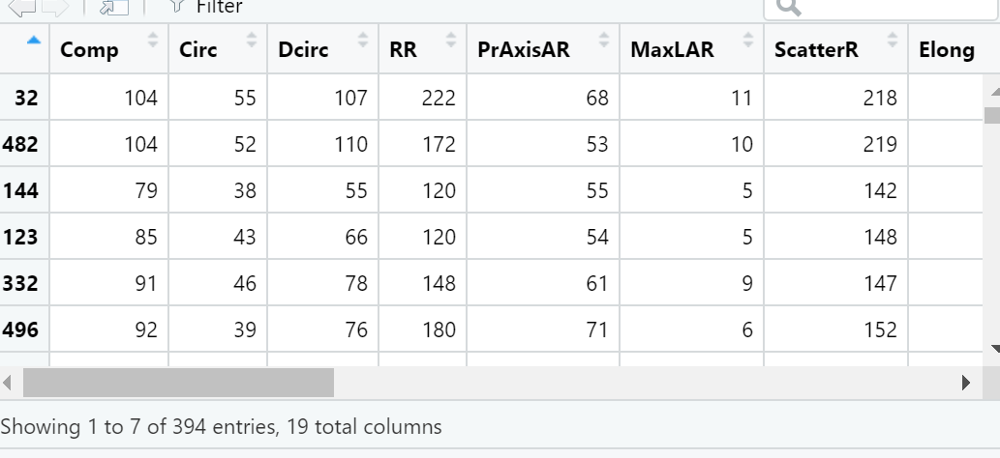 Filter
Comp Circ Dcirc RR PrAxisAR MaxLAR ScatterR Elong
32 104 55 107 222 68 11 218
482 104 52 110 172 53 10 219
144 79 38 55 120 55 5 142
123 85 43 66 120 54 5 148
332 91 46 78 148 61 9 147
496 92 39 76 180 71 6 152
Showing 1 to 7 of 394 entries, 19 total columns